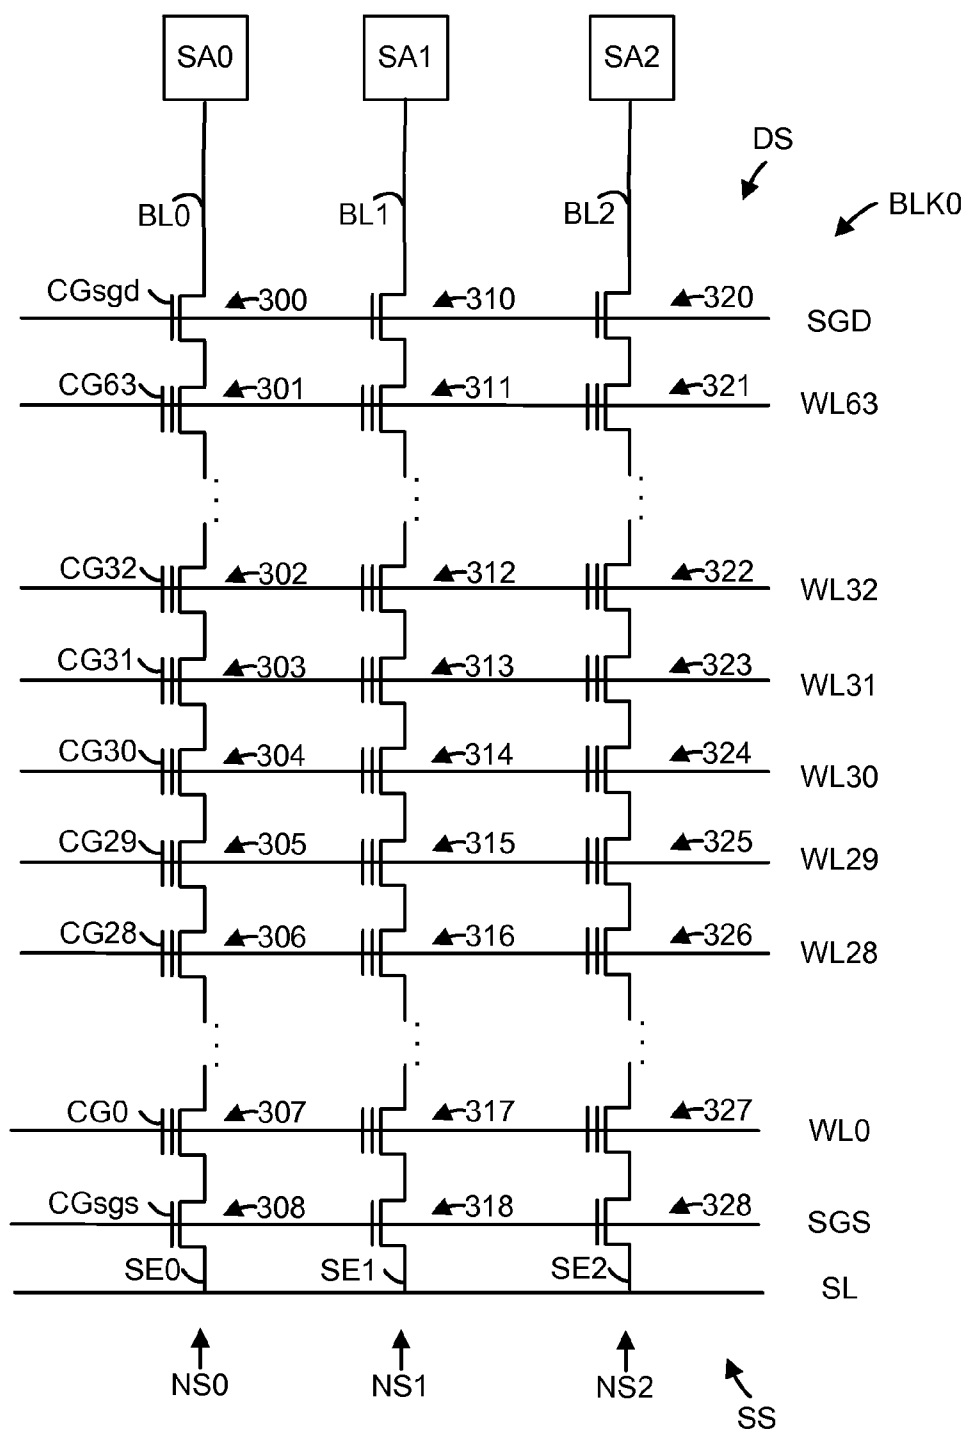 SA0 SA1 SA2
DS
BL0 BL1 BL2 BLK0
CGsgd 300 310 320 SGD
CG63 301 311 321 WL63
CG32 302 312 322 WL32
CG31 303 313 323 WL31
CG30 304 314 324 WL30
CG29 305 315 325 WL29
CG28 306 316 326 WL28
CG0 307 317 327 WL0
CGsgs 308 318 328 SGS
SE0 SE1 SE2 SL
NS0 NS1 NS2
SS